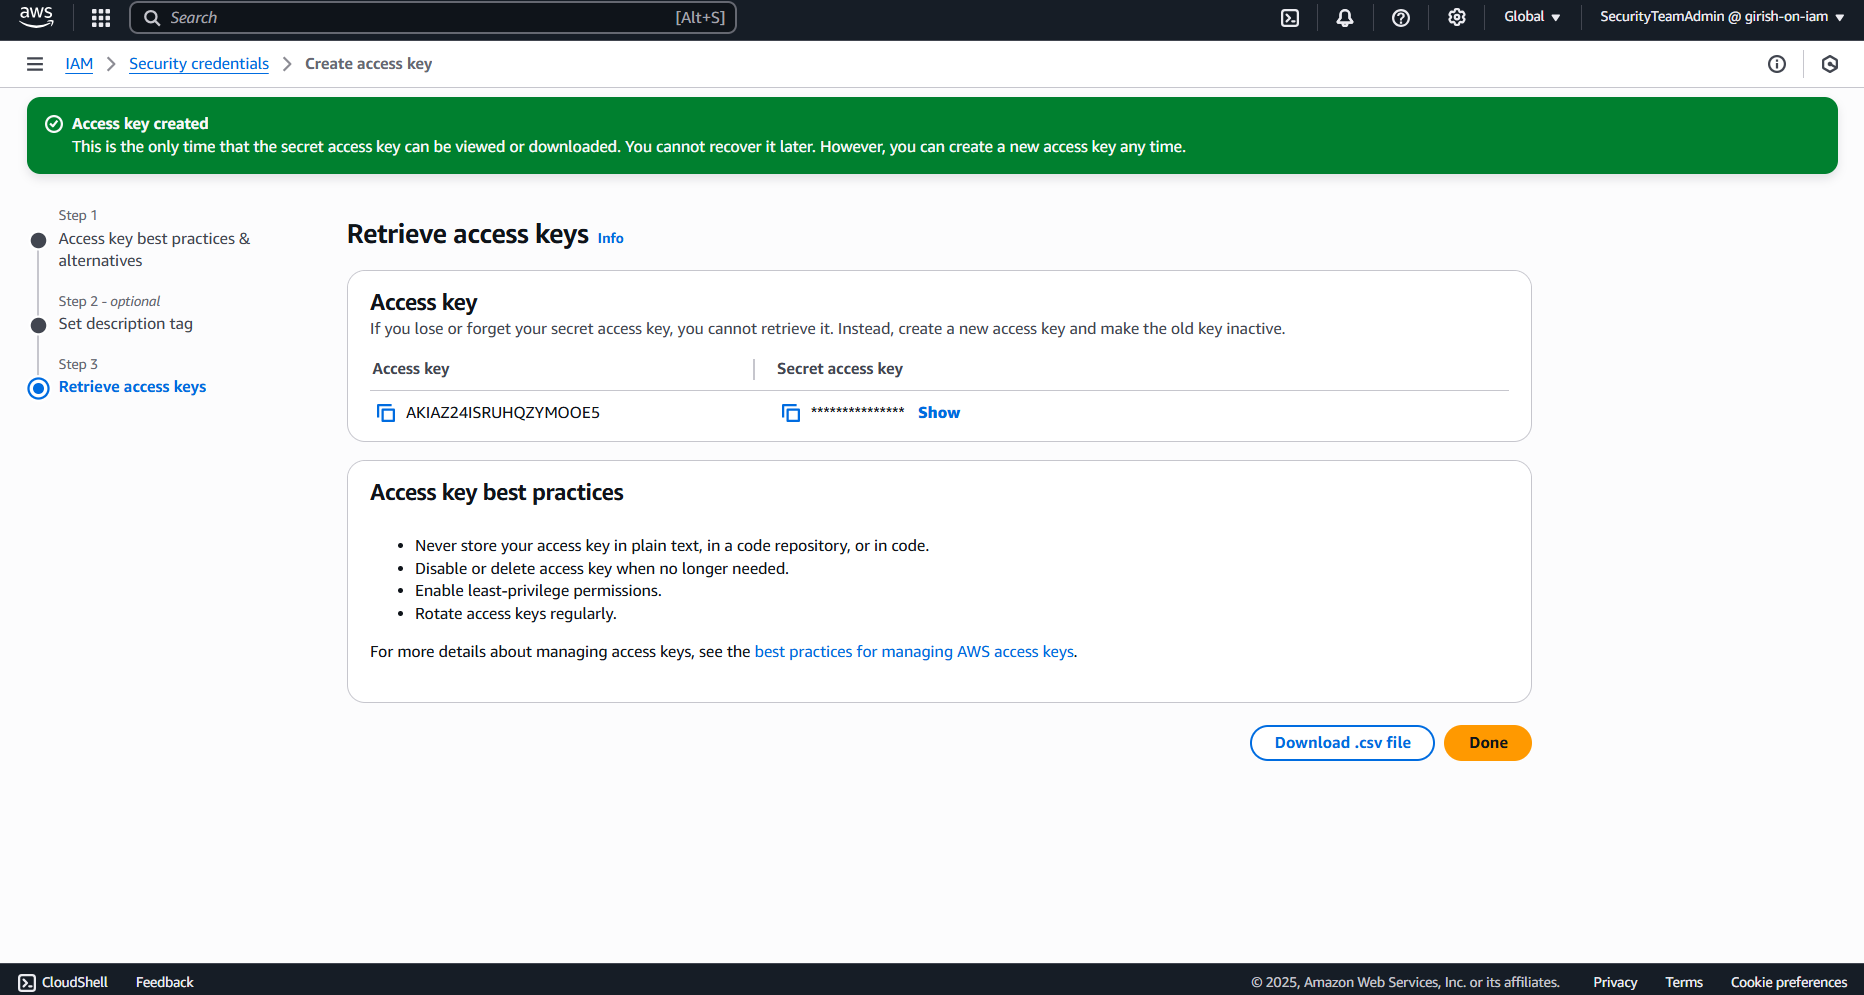 aws
Search [Alt+S]
Global
SecurityTeamAdmin @ girish-on-iam
IAM > Security credentials > Create access key
Access key created
This is the only time that the secret access key can be viewed or downloaded. You cannot recover it later. However, you can create a new access key any time.
Step 1
Access key best practices &
alternatives
Step 2 - optional
Set description tag
Step 3
Retrieve access keys
Retrieve access keys Info
Access key
If you lose or forget your secret access key, you cannot retrieve it. Instead, create a new access key and make the old key inactive.
Access key Secret access key
AKIAZ24ISRUHQZYMOOE5 *************** Show
Access key best practices
• Never store your access key in plain text, in a code repository, or in code.
• Disable or delete access key when no longer needed.
• Enable least-privilege permissions.
• Rotate access keys regularly.
For more details about managing access keys, see the best practices for managing AWS access keys.
Download .csv file Done
CloudShell Feedback © 2025, Amazon Web Services, Inc. or its affiliates. Privacy Terms Cookie preferences